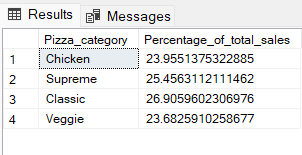 Results Messages
Pizza_category Percentage_of_total_sales
1 Chicken 23.9551375322885
2 Supreme 25.4563112111462
3 Classic 26.9059602306976
4 Veggie 23.6825910258677